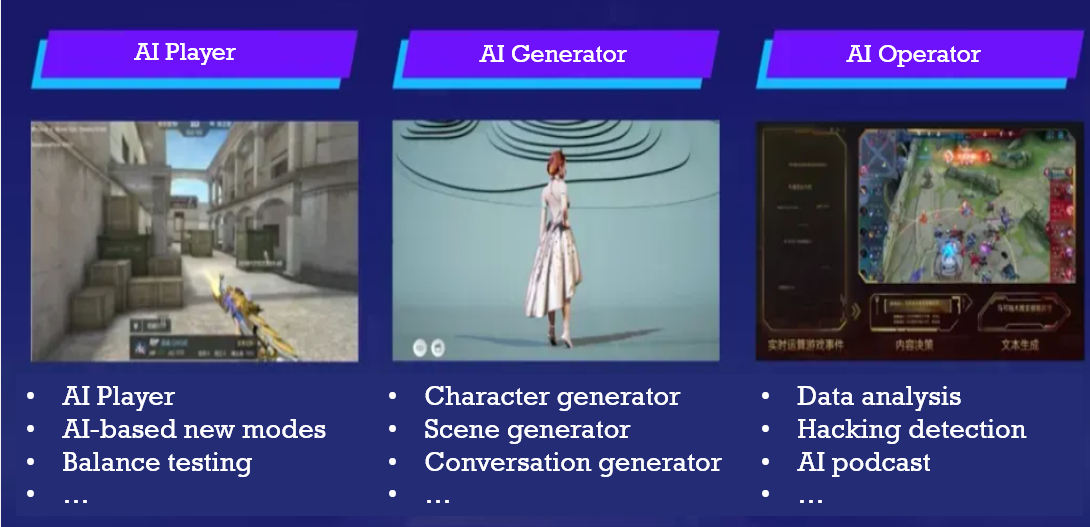 AI Player
AI Generator
AI Operator
实时运算游戏事件
内容决策
文本生成
• AI Player
• AI-based new modes
• Balance testing
• ...
• Character generator
• Scene generator
• Conversation generator
• ...
• Data analysis
• Hacking detection
• AI podcast
• ...